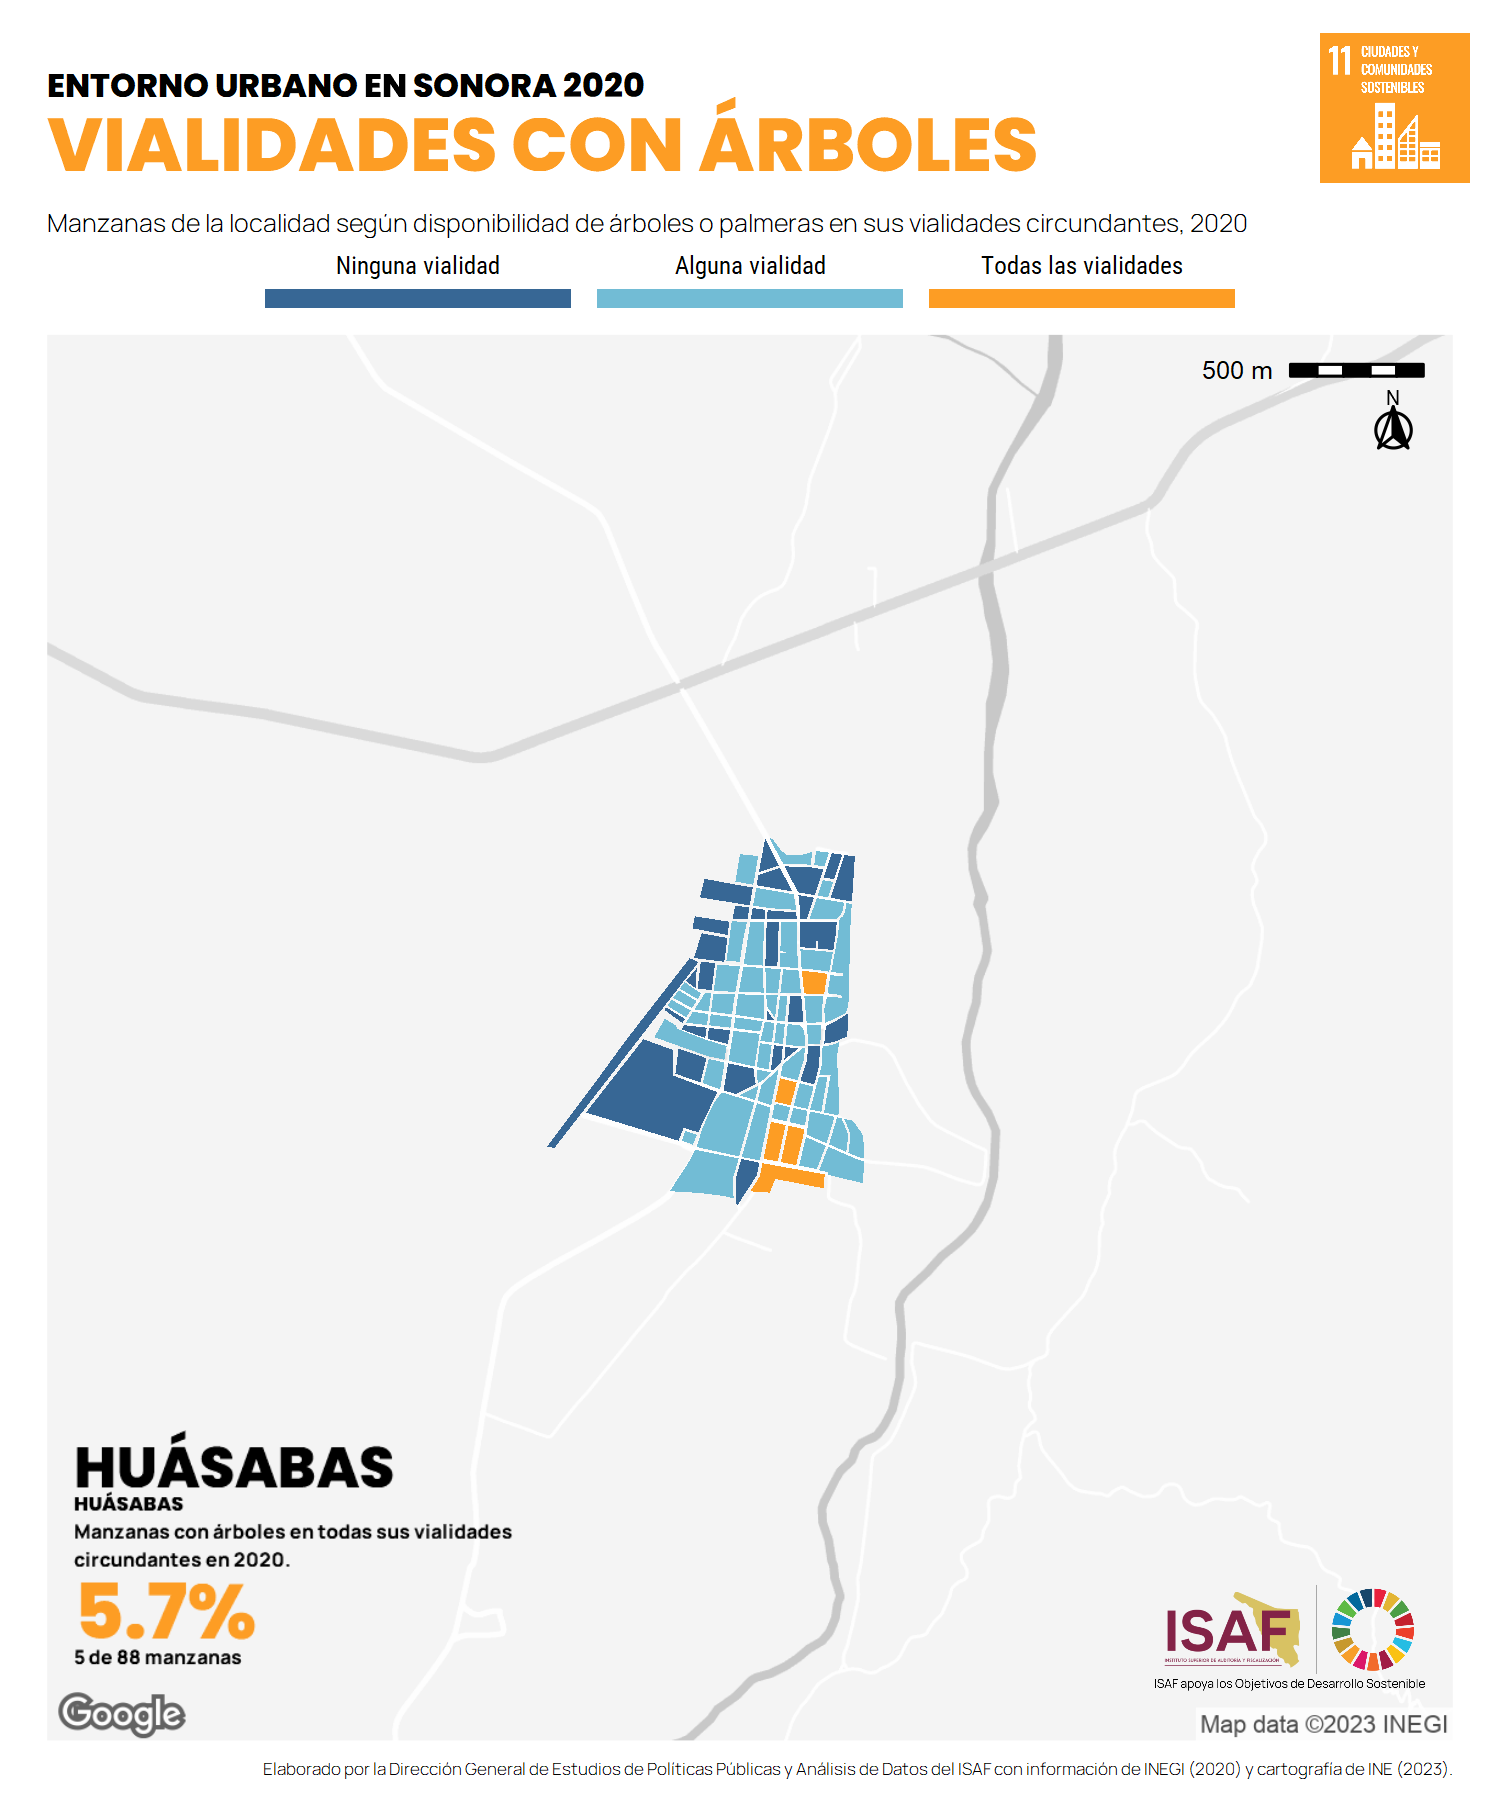 ENTORNO URBANO EN SONORA 2020
VIALIDADES CON ÁRBOLES
11 CIUDADES Y
COMUNIDADES
SOSTENIBLES
Manzanas de la localidad según disponibilidad de árboles o palmeras en sus vialidades circundantes, 2020
Ninguna vialidad Alguna vialidad Todas las vialidades
500 m
N
HUÁSABAS
HUÁSABAS
Manzanas con árboles en todas sus vialidades
circundantes en 2020.
5.7%
5 de 88 manzanas
ISAF
INSTITUTO SUPERIOR DE AUDITORÍA Y FISCALIZACIÓN
ISAF apoya los Objetivos de Desarrollo Sostenible
Google
Map data ©2023 INEGI
Elaborado por la Dirección General de Estudios de Políticas Públicas y Análisis de Datos del ISAF con información de INEGI (2020) y cartografía de INE (2023).